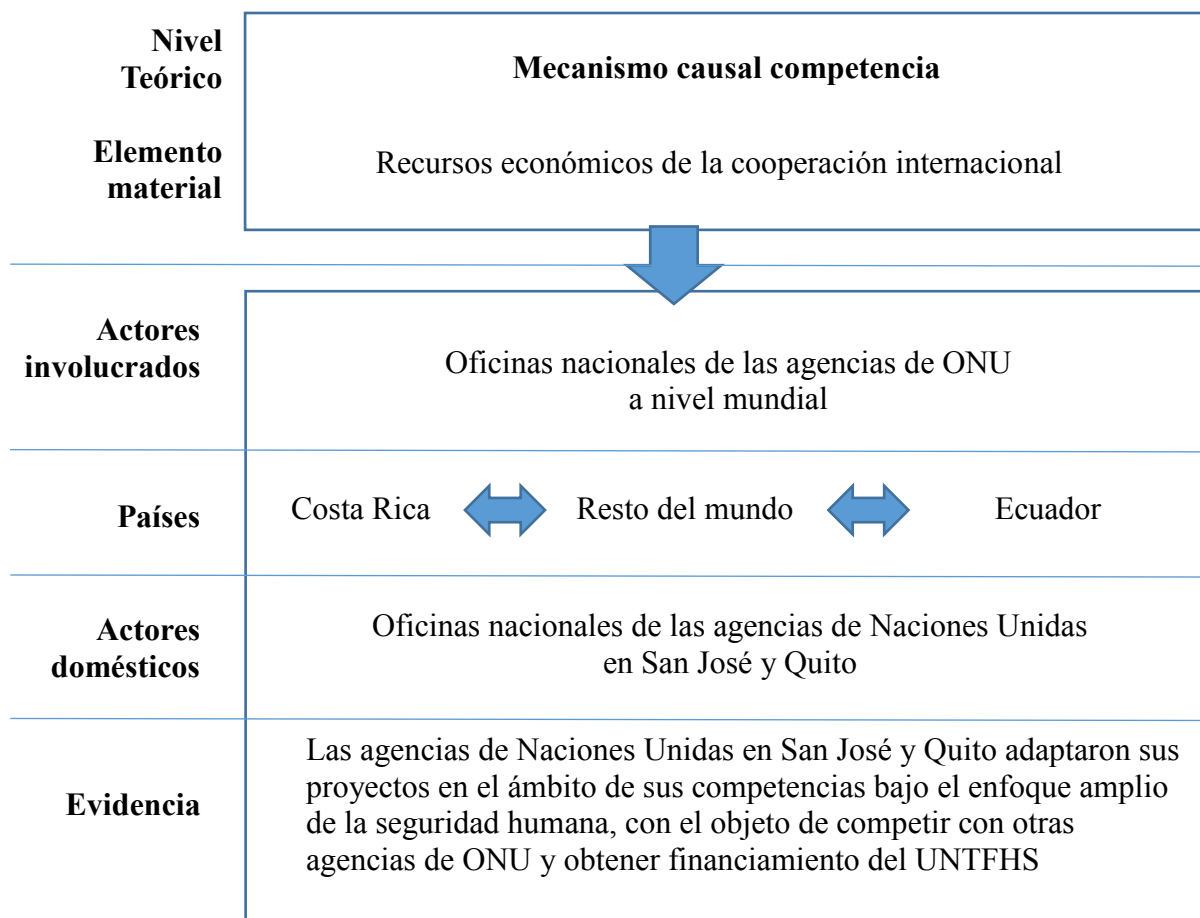 Nivel
Teórico
Mecanismo causal competencia
Elemento
material
Recursos económicos de la cooperación internacional
Actores
involucrados
Oficinas nacionales de las agencias de ONU
a nivel mundial
Países
Costa Rica
Resto del mundo
Ecuador
Actores
domésticos
Oficinas nacionales de las agencias de Naciones Unidas
en San José y Quito
Evidencia
Las agencias de Naciones Unidas en San José y Quito adaptaron sus
proyectos en el ámbito de sus competencias bajo el enfoque amplio
de la seguridad humana, con el objeto de competir con otras
agencias de ONU y obtener financiamiento del UNTFHS